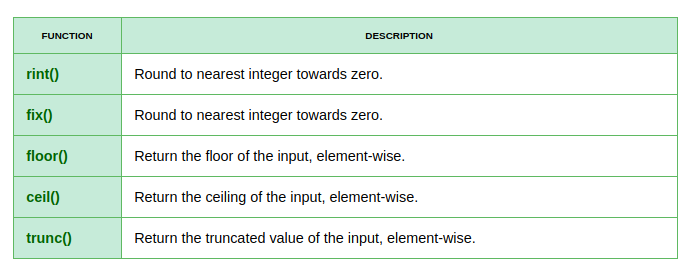 FUNCTION DESCRIPTION
rint() Round to nearest integer towards zero.
fix() Round to nearest integer towards zero.
floor() Return the floor of the input, element-wise.
ceil() Return the ceiling of the input, element-wise.
trunc() Return the truncated value of the input, element-wise.